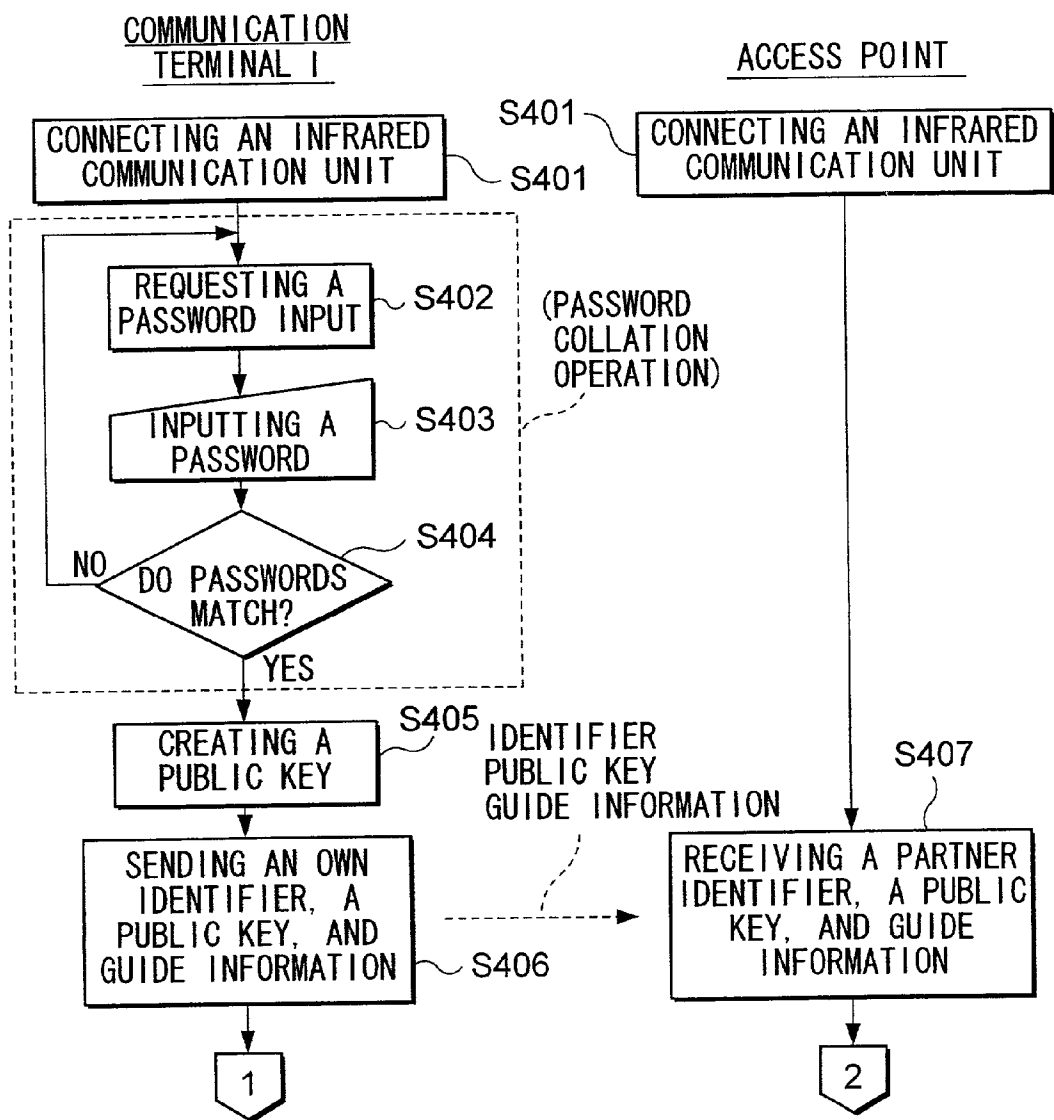 COMMUNICATION
TERMINAL 1
ACCESS POINT
CONNECTING AN INFRARED
COMMUNICATION UNIT
S401
S401
CONNECTING AN INFRARED
COMMUNICATION UNIT
REQUESTING A
PASSWORD INPUT
S402
(PASSWORD
COLLATION
OPERATION)
INPUTTING A
PASSWORD
S403
S404
NO
DO PASSWORDS
MATCH?
YES
S405
CREATING A
PUBLIC KEY
IDENTIFIER
PUBLIC KEY
GUIDE INFORMATION
S407
SENDING AN OWN
IDENTIFIER, A
PUBLIC KEY, AND
GUIDE INFORMATION
S406
RECEIVING A PARTNER
IDENTIFIER, A PUBLIC
KEY, AND GUIDE
INFORMATION
1
2